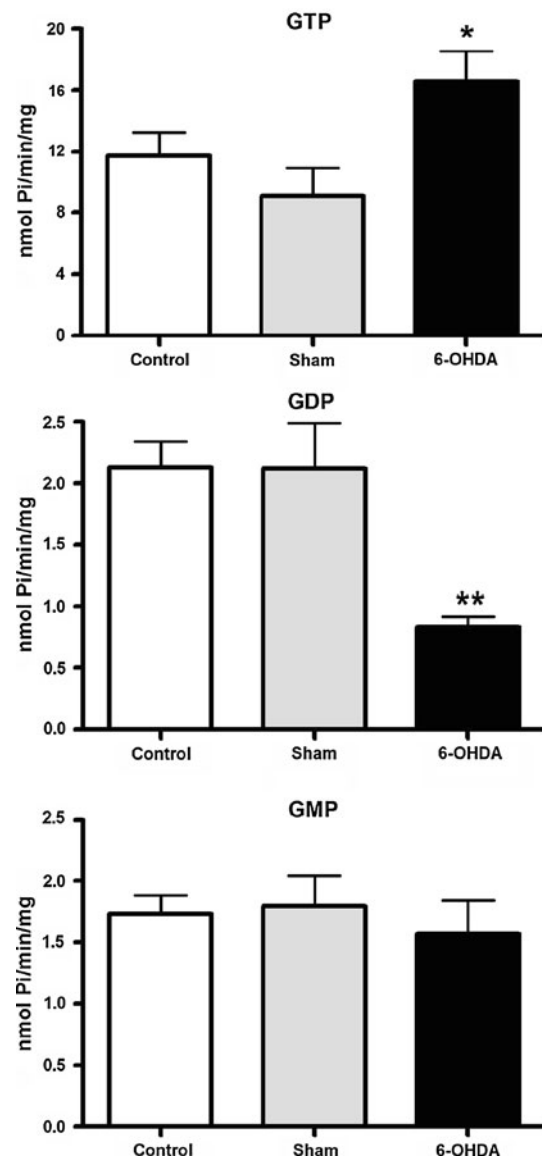 GTP
20
*
16
12
8
4
0
nmol Pi/min/mg
Control Sham 6-OHDA
GDP
2.5
2.0
1.5
1.0
**
0.5
0.0
nmol Pi/min/mg
Control Sham 6-OHDA
GMP
2.5
2.0
1.5
1.0
0.5
0.0
nmol Pi/min/mg
Control Sham 6-OHDA